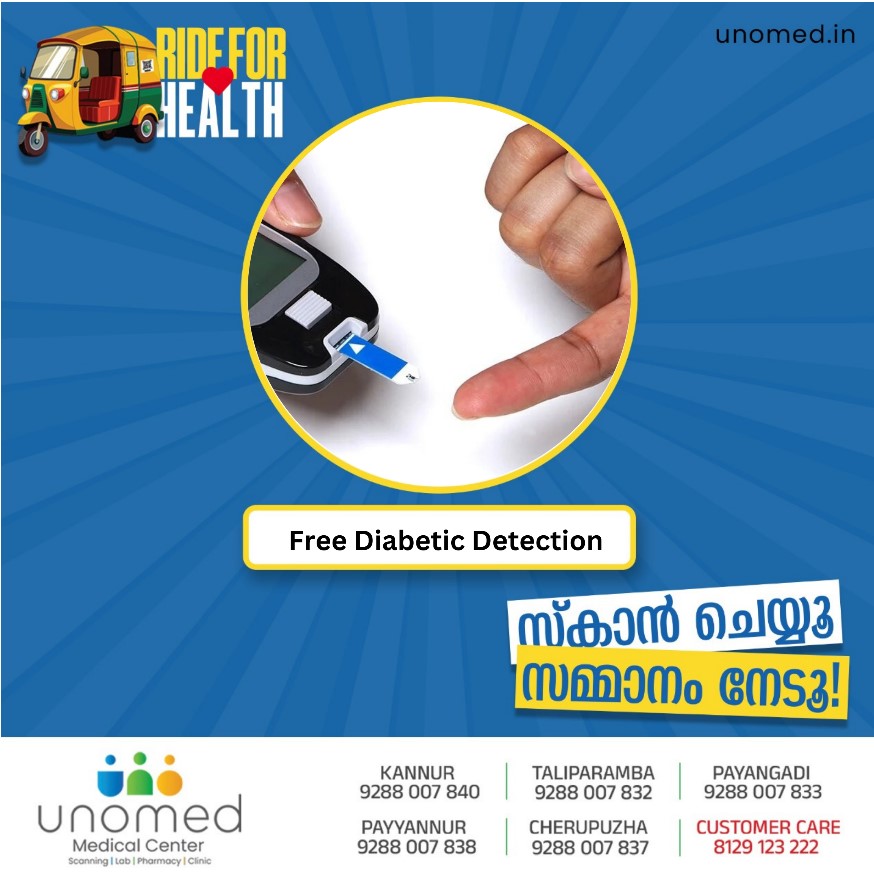 RIDE FOR
HEALTH
unomed.in
Free Diabetic Detection
സ്കാൻ ചെയ്യൂ
സമ്മാനം നേടൂ!
unomed
Medical Center
Scanning | Lab | Pharmacy | Clinic
KANNUR
9288 007 840
TALIPARAMBA
9288 007 832
PAYANGADI
9288 007 833
PAYYANNUR
9288 007 838
CHERUPUZHA
9288 007 837
CUSTOMER CARE
8129 123 222